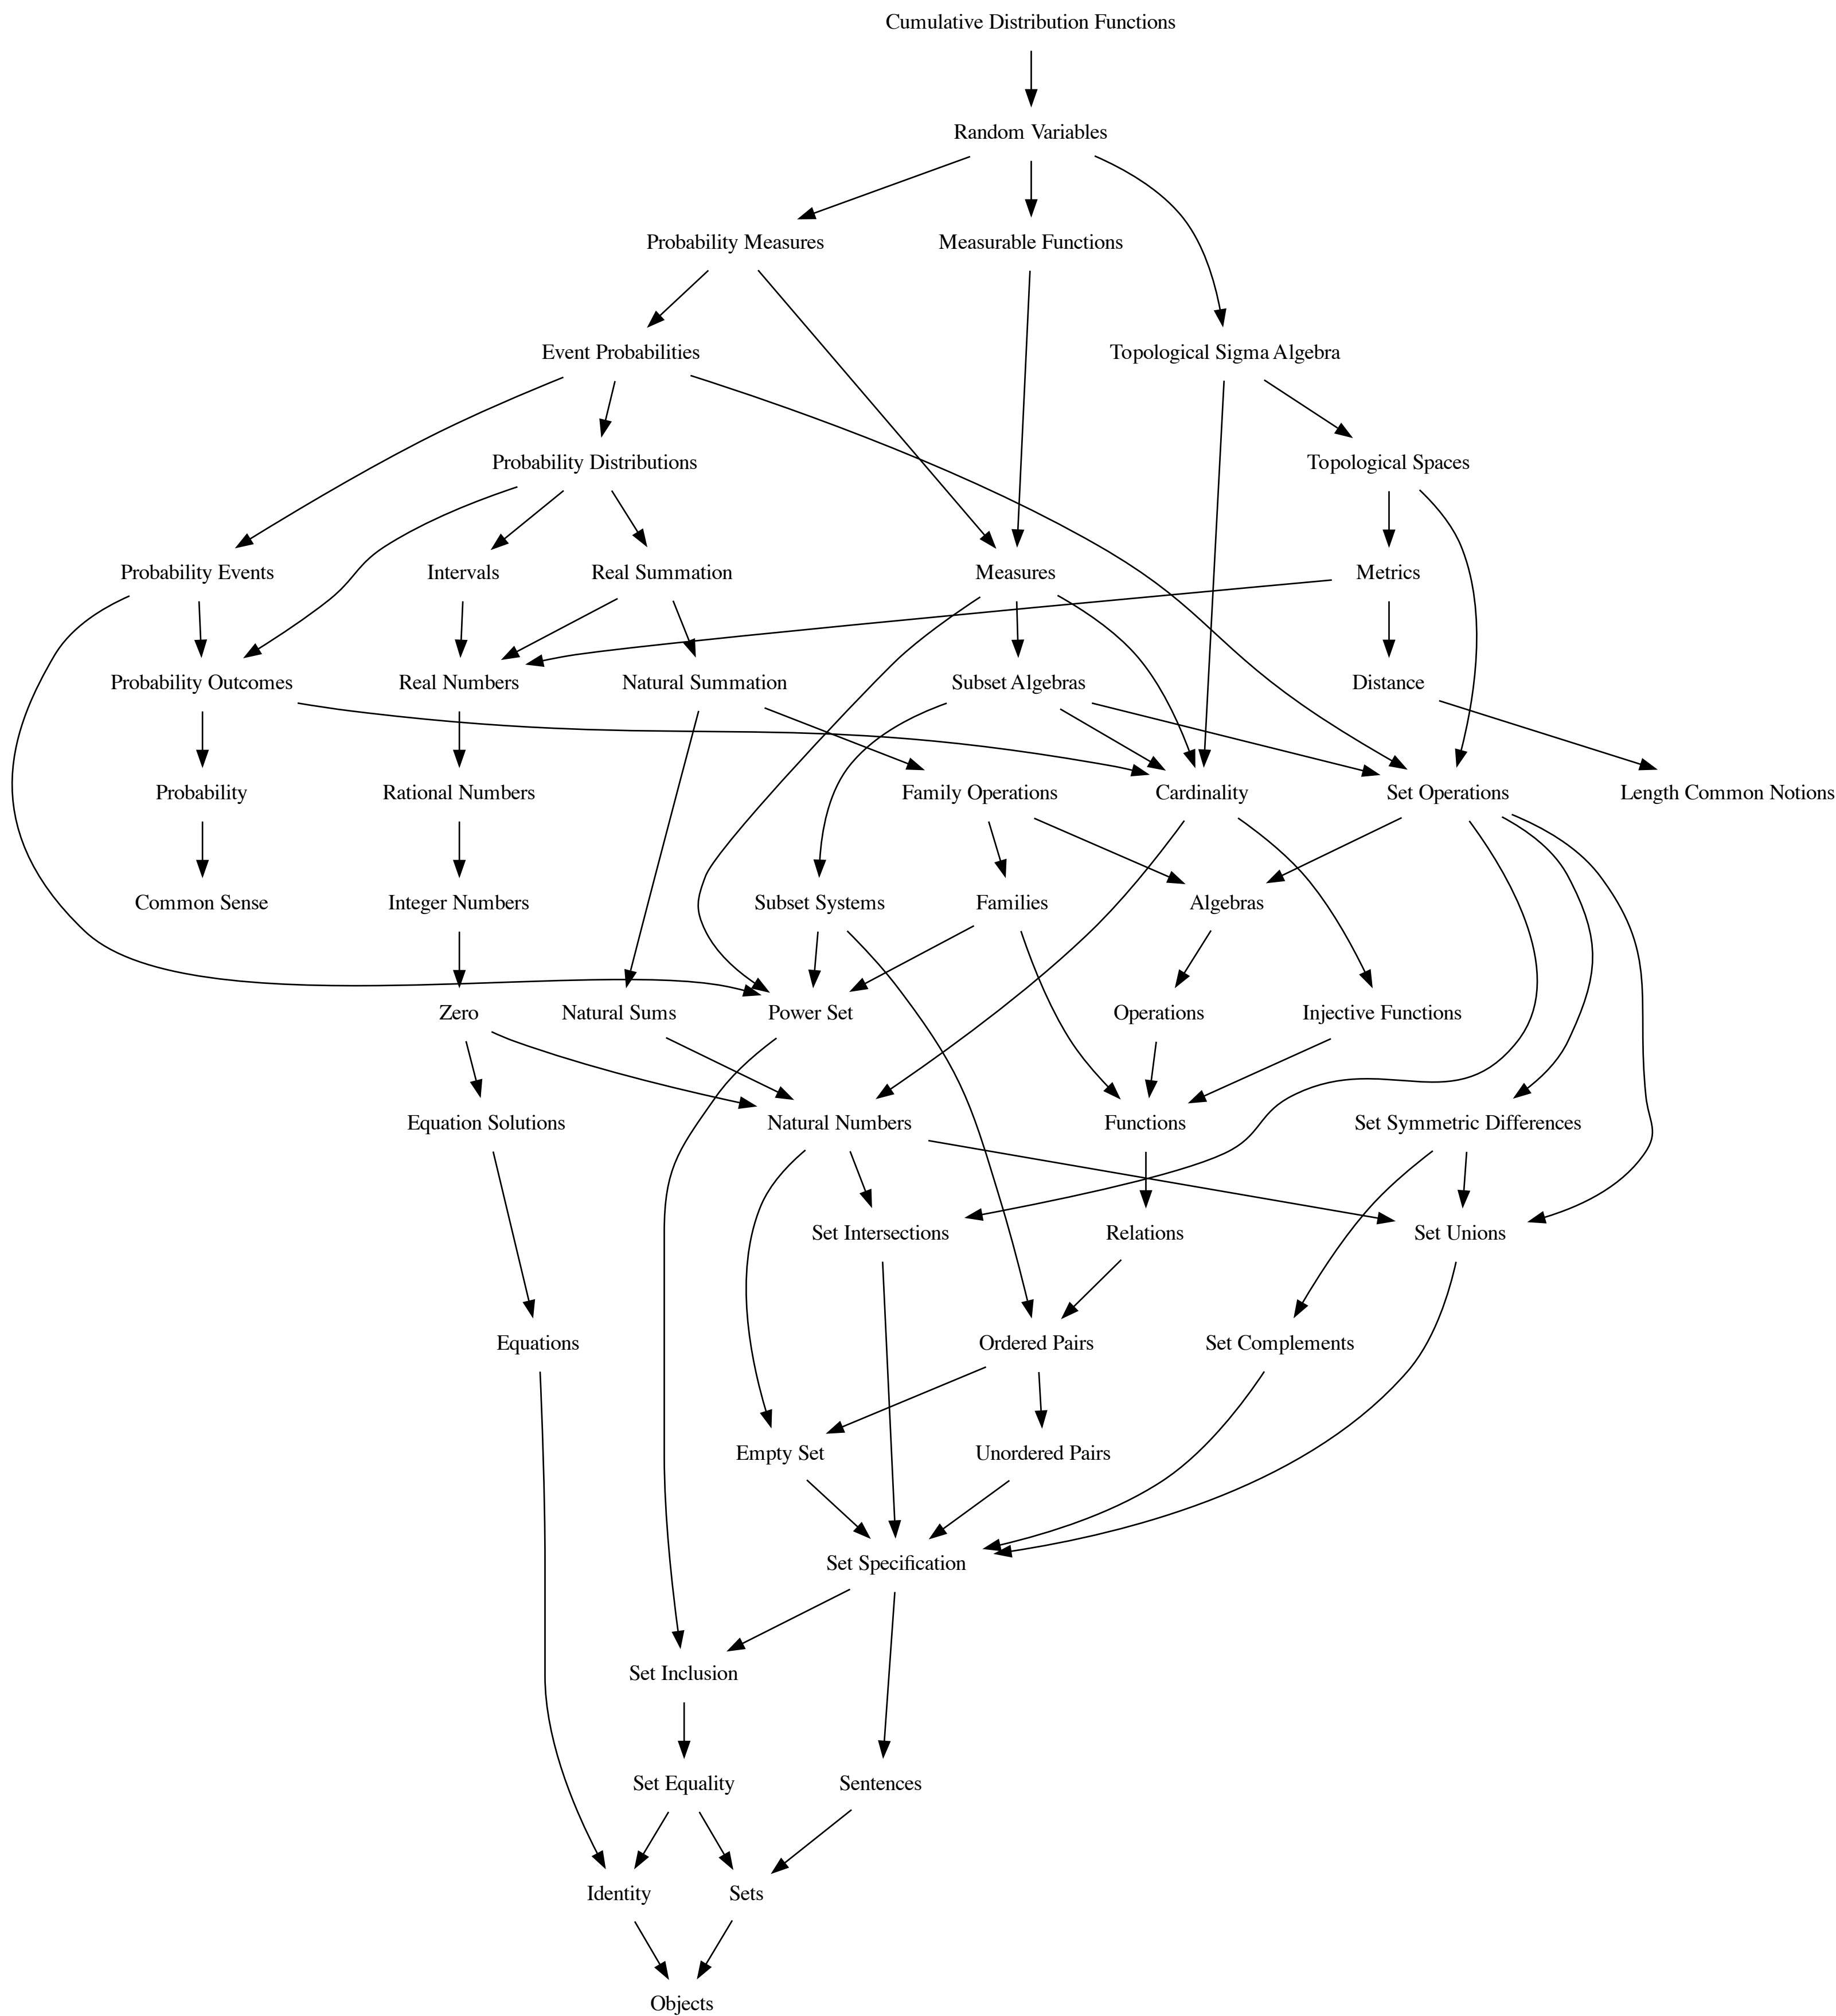 Cumulative Distribution Functions
Random Variables
Probability Measures
Measurable Functions
Event Probabilities
Topological Sigma Algebra
Probability Distributions
Topological Spaces
Probability Events
Intervals
Real Summation
Measures
Metrics
Probability Outcomes
Real Numbers
Natural Summation
Subset Algebras
Distance
Probability
Rational Numbers
Family Operations
Cardinality
Set Operations
Length Common Notions
Common Sense
Integer Numbers
Subset Systems
Families
Algebras
Zero
Natural Sums
Power Set
Operations
Injective Functions
Equation Solutions
Natural Numbers
Functions
Set Symmetric Differences
Set Intersections
Relations
Set Unions
Equations
Ordered Pairs
Set Complements
Empty Set
Unordered Pairs
Set Specification
Set Inclusion
Set Equality
Sentences
Identity
Sets
Objects